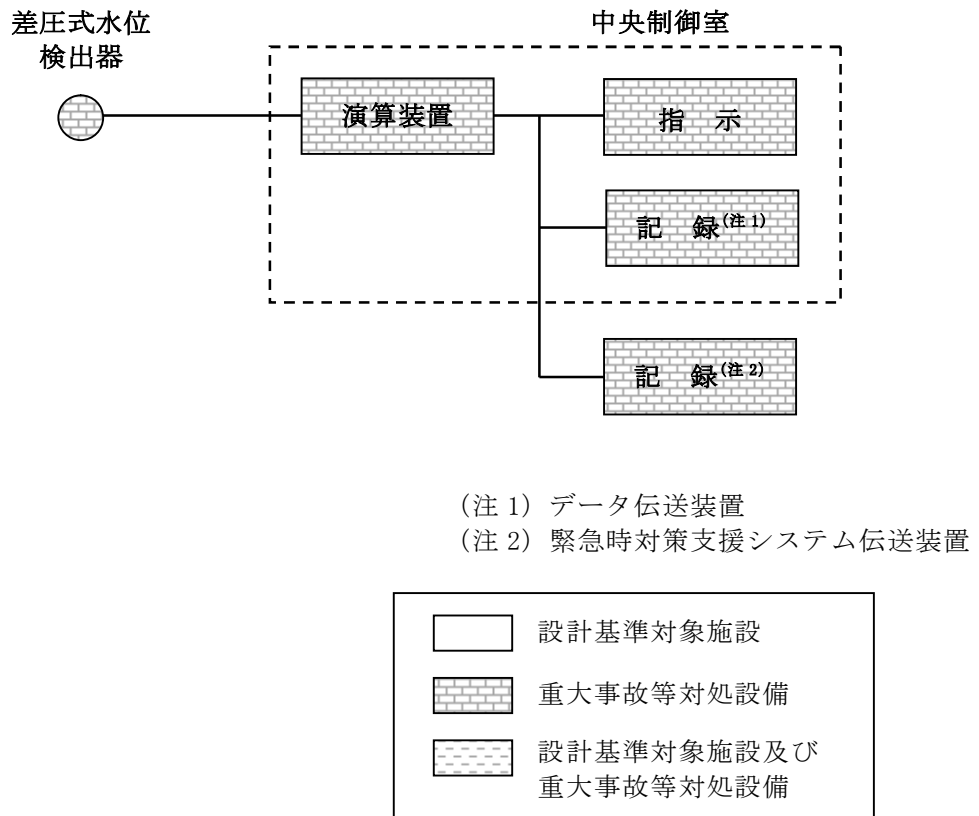 差圧式水位
検出器
中央制御室
演算装置
指 示
記 録(注 1)
記 録(注 2)
(注 1) データ伝送装置
(注 2) 緊急時対策支援システム伝送装置
設計基準対象施設
重大事故等対処設備
設計基準対象施設及び
重大事故等対処設備